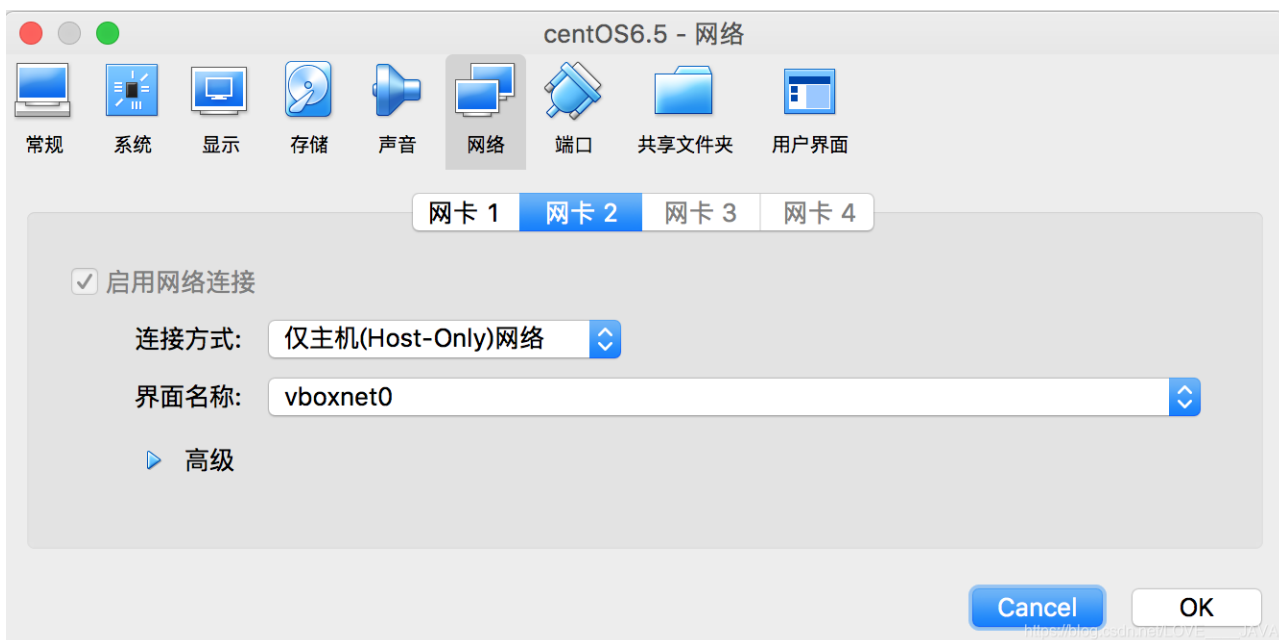 centOS6.5 - 网络
常规 系统 显示 存储 声音 网络 端口 共享文件夹 用户界面
网卡 1 网卡 2 网卡 3 网卡 4
启用网络连接
连接方式: 仅主机(Host-Only)网络
界面名称: vboxnet0
高级
Cancel OK